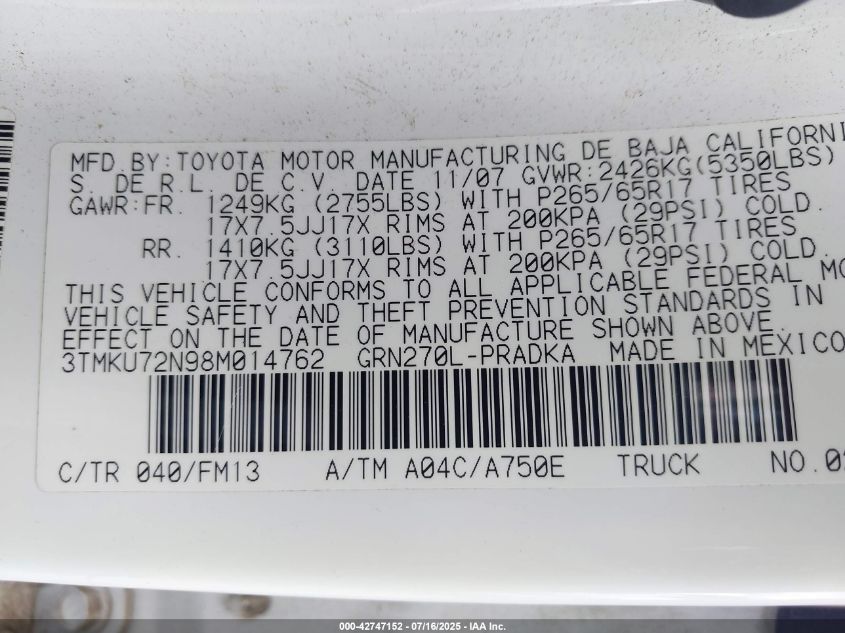 MFD. BY: TOYOTA MOTOR MANUFACTURING DE BAJA CALIFORNI
S. DE R.L. DE C.V. DATE 11/07 GVWR:2426KG(5350LBS)
GAWR:FR. 1249KG (2755LBS) WITH P265/65R17 TIRES
17X7.5JJ17X RIMS AT 200KPA (29PSI) COLD.
RR. 1410KG (3110LBS) WITH P265/65R17 TIRES
17X7.5JJ17X RIMS AT 200KPA (29PSI) COLD.
THIS VEHICLE CONFORMS TO ALL APPLICABLE FEDERAL MO
VEHICLE SAFETY AND THEFT PREVENTION STANDARDS IN
EFFECT ON THE DATE OF MANUFACTURE SHOWN ABOVE.
3TMKU72N98M014762 GRN270L-PRADKA MADE IN MEXICO
C/TR 040/FM13 A/TM A04C/A750E TRUCK NO.
000-42747152 - 07/16/2025 - IAA Inc.